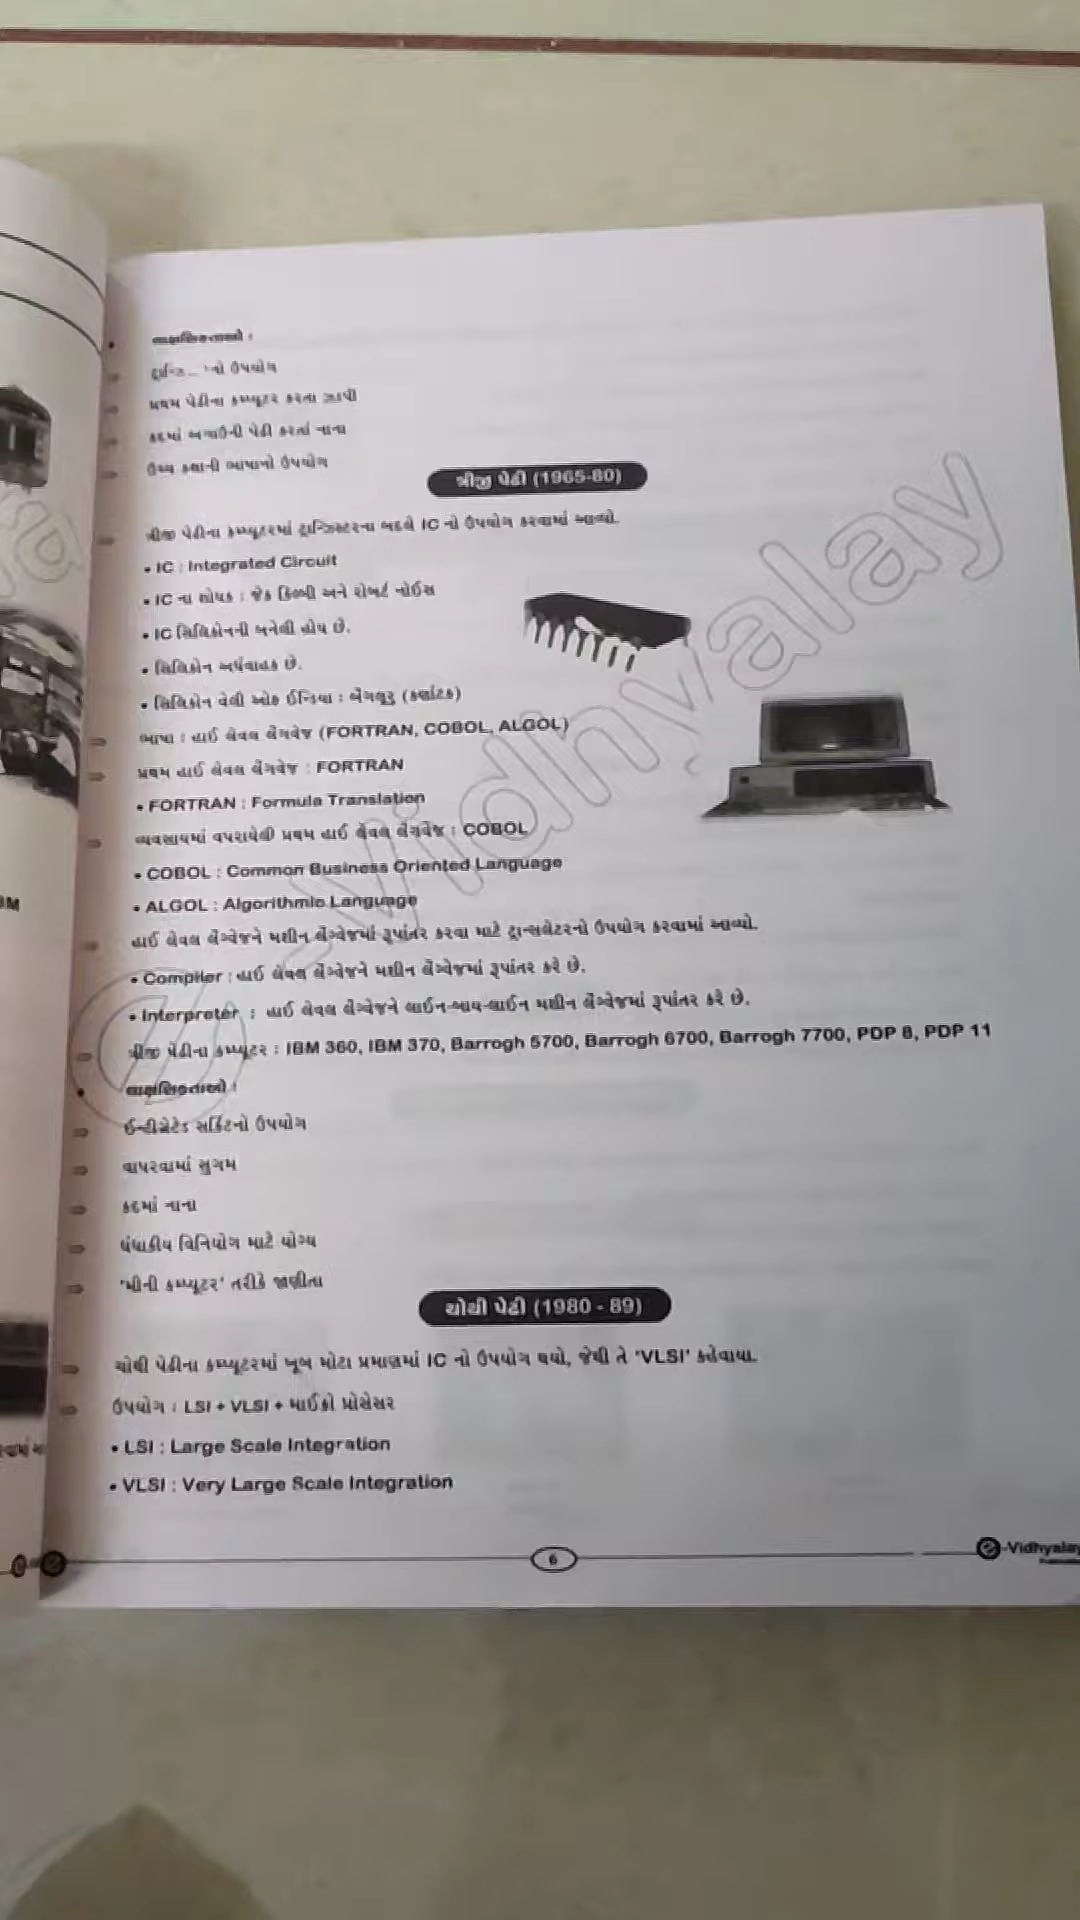 લાક્ષણિકતાઓ :
નો ઉપયોગ
પ્રથમ પેઢીના કમ્પ્યૂટર કરતા ઝડપી
કદમાં અગાઉની પેઢી કરતાં નાના
ઉચ્ચ કક્ષાની ભાષાનો ઉપયોગ
ત્રીજી પેઢી (1965-80)
ત્રીજી પેઢીના કમ્પ્યૂટરમાં ટ્રાન્ઝિસ્ટરના બદલે IC નો ઉપયોગ કરવામાં આવ્યો.
• IC : Integrated Circuit
• IC ના શોધક : જેક કિલ્બી અને રોબર્ટ નોઈસ
• IC સિલિકોનની બનેલી હોય છે.
• સિલિકોન અર્ધવાહક છે.
• સિલિકોન વેલી ઓફ ઈન્ડિયા : બેંગલૂરુ (કર્ણાટક)
ભાષા : હાઈ લેવલ લેંગવેજ (FORTRAN, COBOL, ALGOL)
પ્રથમ હાઈ લેવલ લેંગવેજ : FORTRAN
• FORTRAN : Formula Translation
વ્યવસાયમાં વપરાયેલી પ્રથમ હાઈ લેવલ લેંગવેજ : COBOL
• COBOL : Common Business Oriented Language
• ALGOL : Algorithmic Language
હાઈ લેવલ લેંગ્વેજને મશીન લેંગ્વેજમાં રૂપાંતર કરવા માટે ટ્રાન્સલેટરનો ઉપયોગ કરવામાં આવ્યો.
• Compiler : હાઈ લેવલ લેંગ્વેજને મશીન લેંગ્વેજમાં રૂપાંતર કરે છે.
• Interpreter : હાઈ લેવલ લેંગ્વેજને લાઈન-બાય-લાઈન મશીન લેંગ્વેજમાં રૂપાંતર કરે છે.
ત્રીજી પેઢીના કમ્પ્યૂટર : IBM 360, IBM 370, Barrogh 5700, Barrogh 6700, Barrogh 7700, PDP 8, PDP 11
લાક્ષણિકતાઓ :
ઈન્ટીગ્રેટેડ સર્કિટનો ઉપયોગ
વાપરવામાં સુગમ
કદમાં નાના
ધંધાકીય વિનિયોગ માટે યોગ્ય
'મીની કમ્પ્યૂટર' તરીકે જાણીતા
ચોથી પેઢી (1980 - 89)
ચોથી પેઢીના કમ્પ્યૂટરમાં ખૂબ મોટા પ્રમાણમાં IC નો ઉપયોગ થયો, જેથી તે 'VLSI' કહેવાયા.
ઉપયોગ : LSI + VLSI + માઈક્રો પ્રોસેસર
• LSI : Large Scale Integration
• VLSI : Very Large Scale Integration
6
e-Vidhyalay